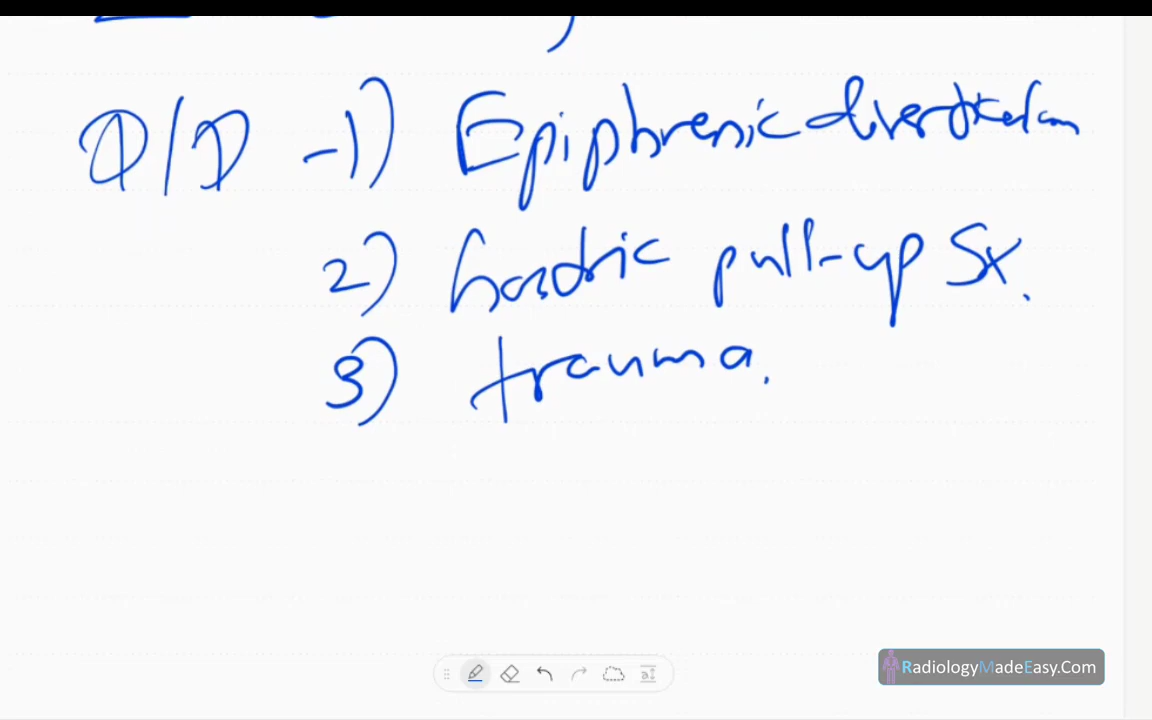 D/D -1) Epiphrenic diverticulum
2) Gastric pull-up Sx.
3) trauma.
RadiologyMadeEasy.Com